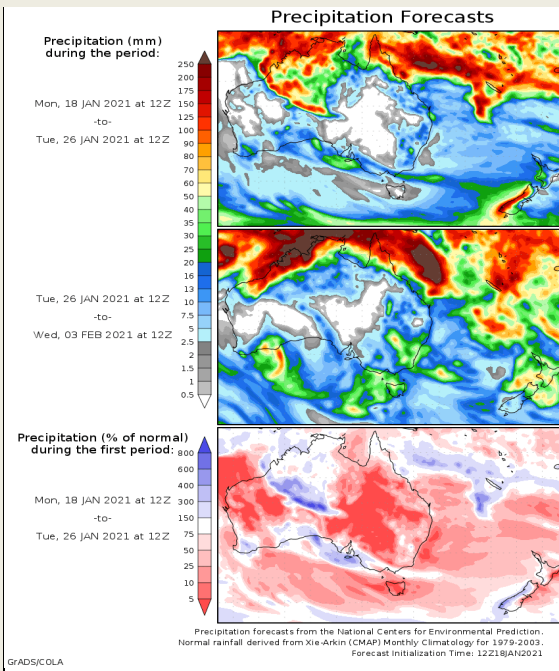 Precipitation Forecasts
Precipitation (mm)
during the period:
Mon, 18 JAN 2021 at 12Z
-to-
Tue, 26 JAN 2021 at 12Z
250
200
175
150
125
100
90
80
70
60
50
40
35
30
25
20
16
13
10
7.5
5
2.5
2
1.5
1
0.5
Tue, 26 JAN 2021 at 12Z
-to-
Wed, 03 FEB 2021 at 12Z
Precipitation (% of normal)
during the first period:
Mon, 18 JAN 2021 at 12Z
-to-
Tue, 26 JAN 2021 at 12Z
800
600
400
300
150
75
50
25
10
5
Precipitation forecasts from the National Centers for Environmental Prediction.
Normal rainfall derived from Xie-Arkin (CMAP) Monthly Climatology for 1979-2003.
Forecast Initialization Time: 12Z18JAN2021
GrADS/COLA